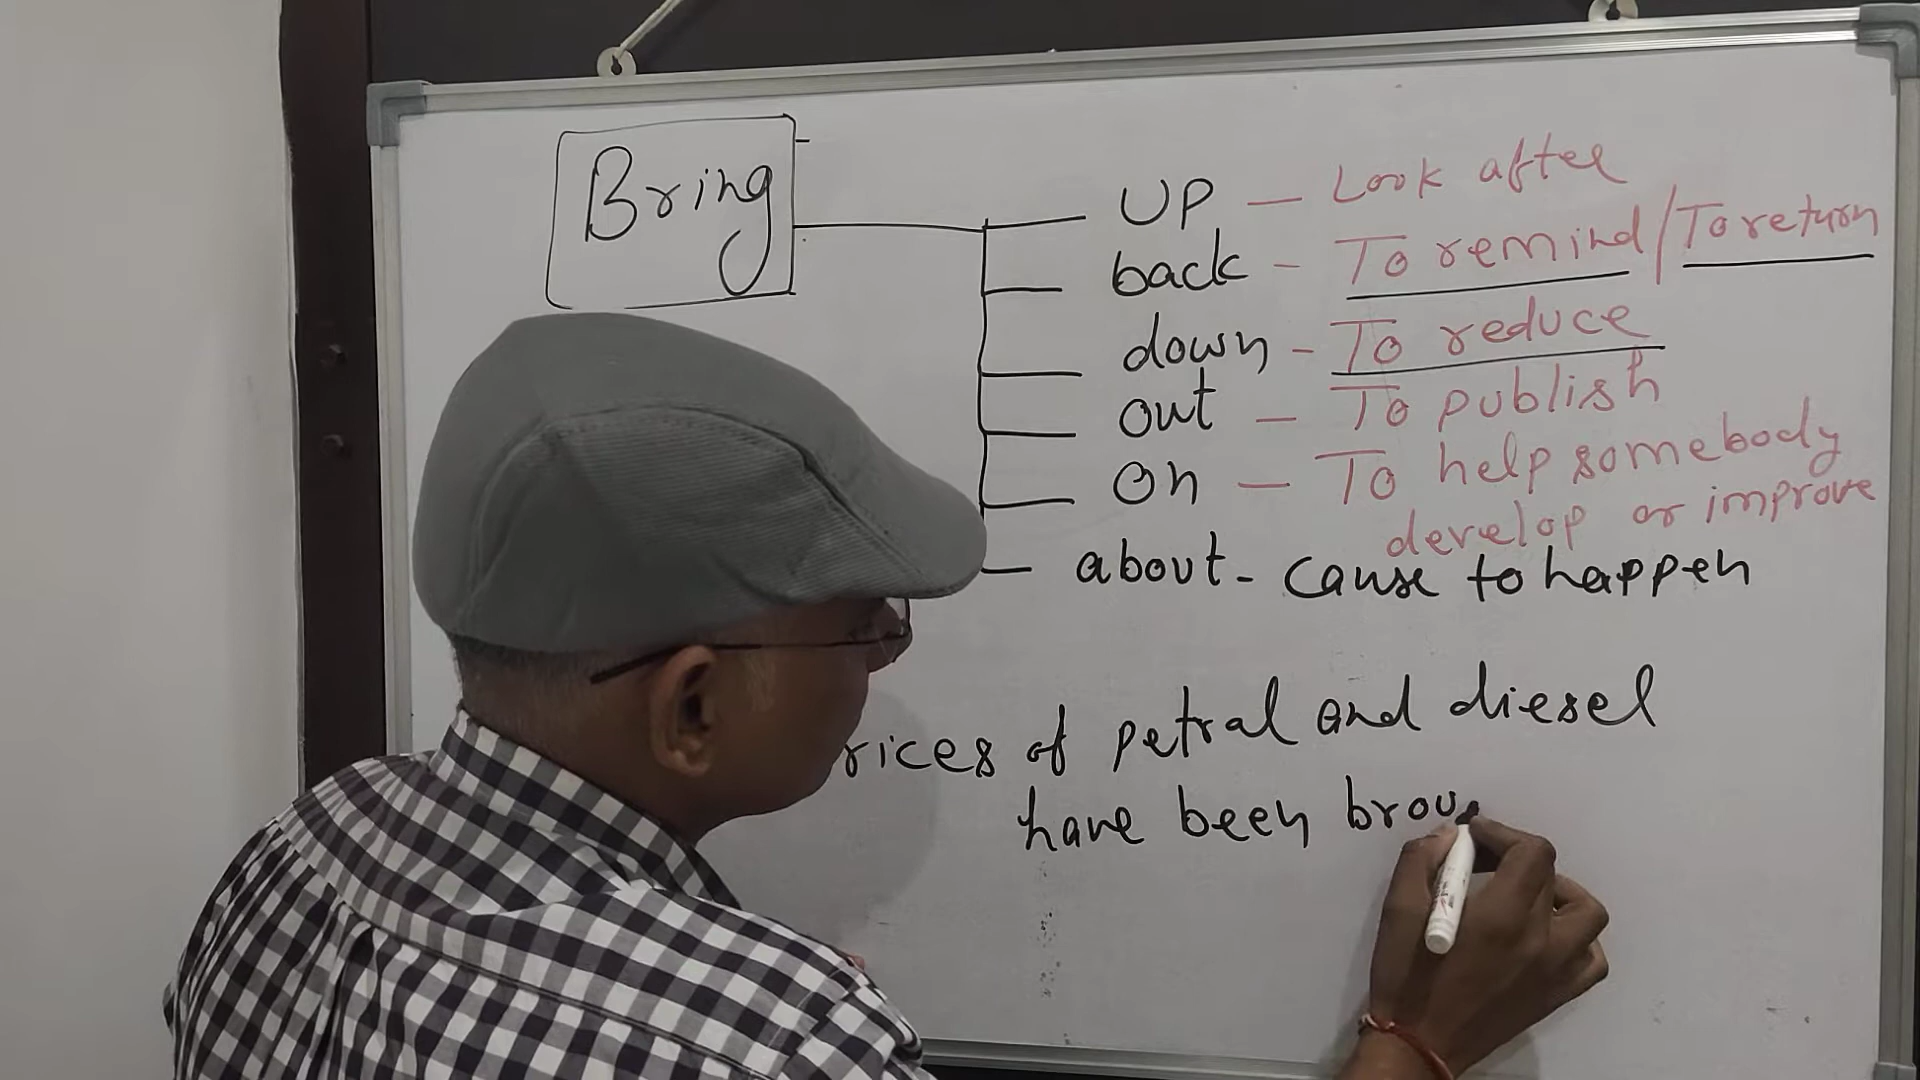 Bring
UP - Look after
back - To remind / To return
down - To reduce
out - To publish
On - To help somebody
develop or improve
about - cause to happen
rices of petral and diesel
have been brou